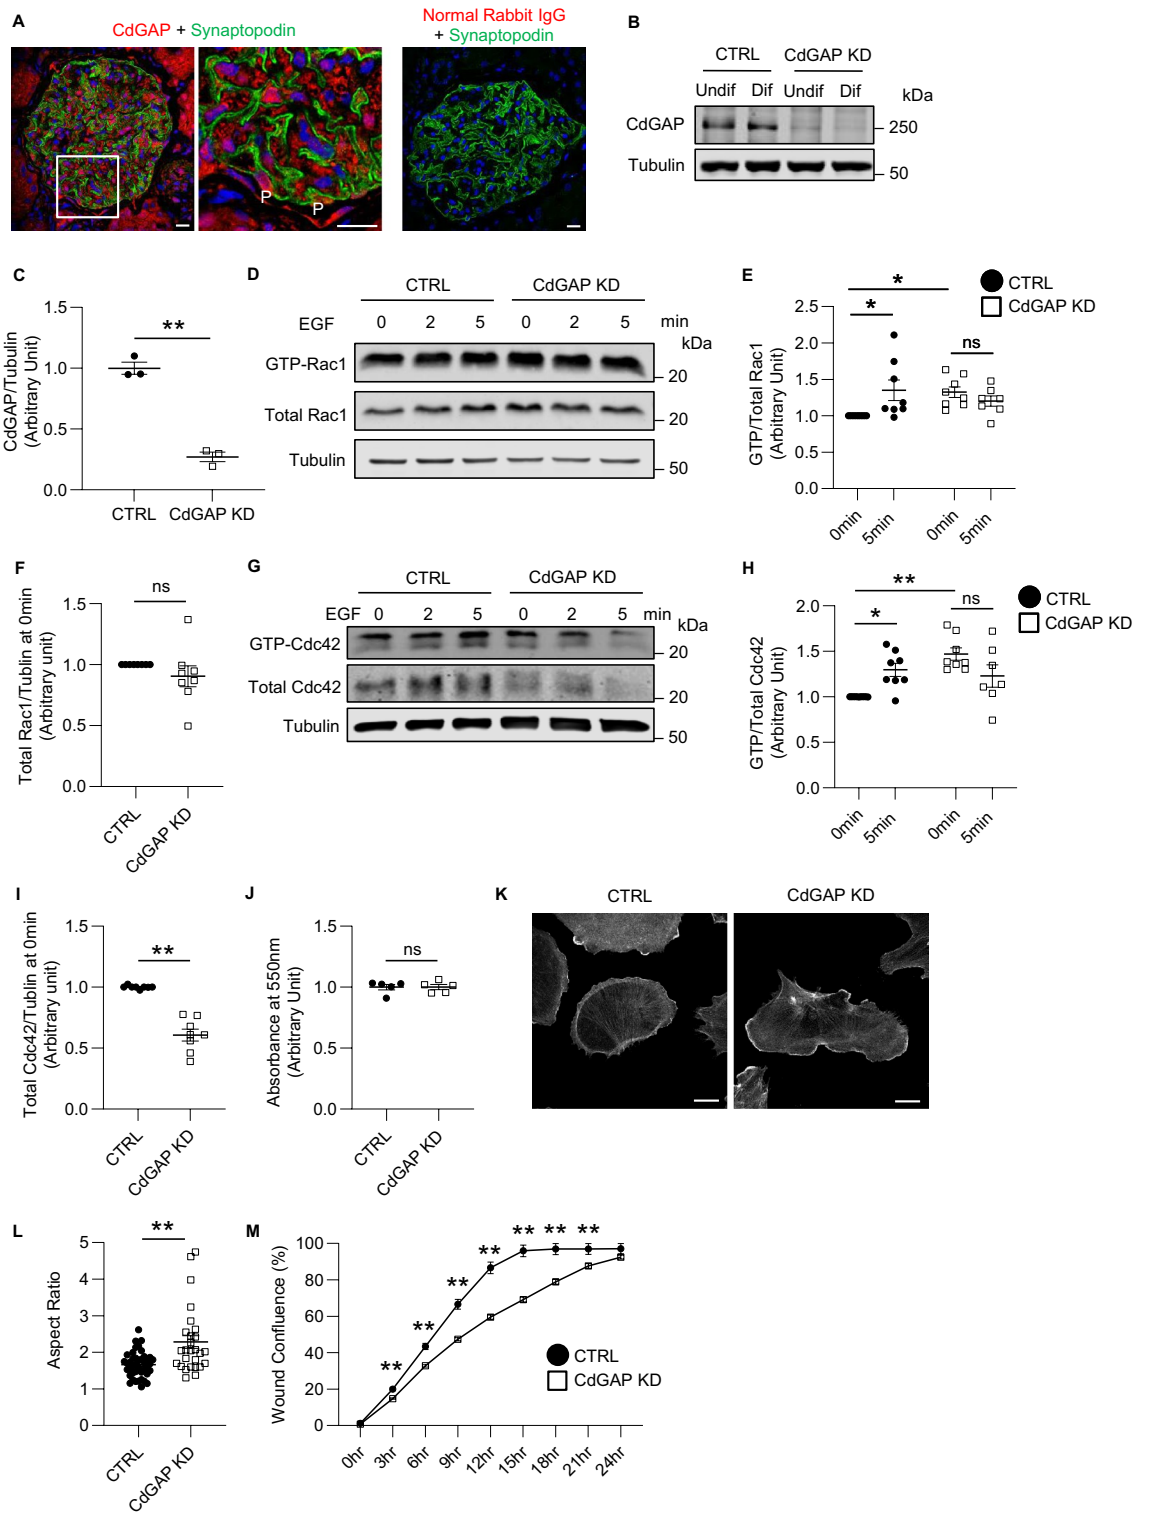 A
CdGAP + Synaptopodin
Normal Rabbit IgG
+ Synaptopodin
P
P
B
CTRL CdGAP KD
Undif Dif Undif Dif
kDa
CdGAP
250
Tubulin
50
C
CdGAP/Tubulin
(Arbitrary Unit)
1.5
1.0
0.5
0.0
**
CTRL CdGAP KD
D
CTRL CdGAP KD
EGF 0 2 5 0 2 5 min
kDa
GTP-Rac1
20
Total Rac1
20
Tubulin
50
E
CTRL
CdGAP KD
GTP/Total Rac1
(Arbitrary Unit)
2.5
2.0
1.5
1.0
0.5
0.0
*
*
ns
0min 5min 0min 5min
F
Total Rac1/Tublin at 0min
(Arbitrary unit)
1.5
1.0
0.5
0.0
ns
CTRL
CdGAP KD
G
CTRL CdGAP KD
EGF 0 2 5 0 2 5 min
kDa
GTP-Cdc42
20
Total Cdc42
20
Tubulin
50
H
CTRL
CdGAP KD
GTP/Total Cdc42
(Arbitrary Unit)
2.0
1.5
1.0
0.5
0.0
**
*
ns
0min 5min 0min 5min
I
Total Cdc42/Tublin at 0min
(Arbitrary unit)
1.5
1.0
0.5
0.0
**
CTRL
CdGAP KD
J
Absorbance at 550nm
(Arbitrary Unit)
1.5
1.0
0.5
0.0
ns
CTRL
CdGAP KD
K
CTRL CdGAP KD
L
Aspect Ratio
5
4
3
2
1
0
**
CTRL
CdGAP KD
M
Wound Confluence (%)
100
80
60
40
20
0
** ** ** ** ** ** **
CTRL
CdGAP KD
0hr 3hr 6hr 9hr 12hr 15hr 18hr 21hr 24hr